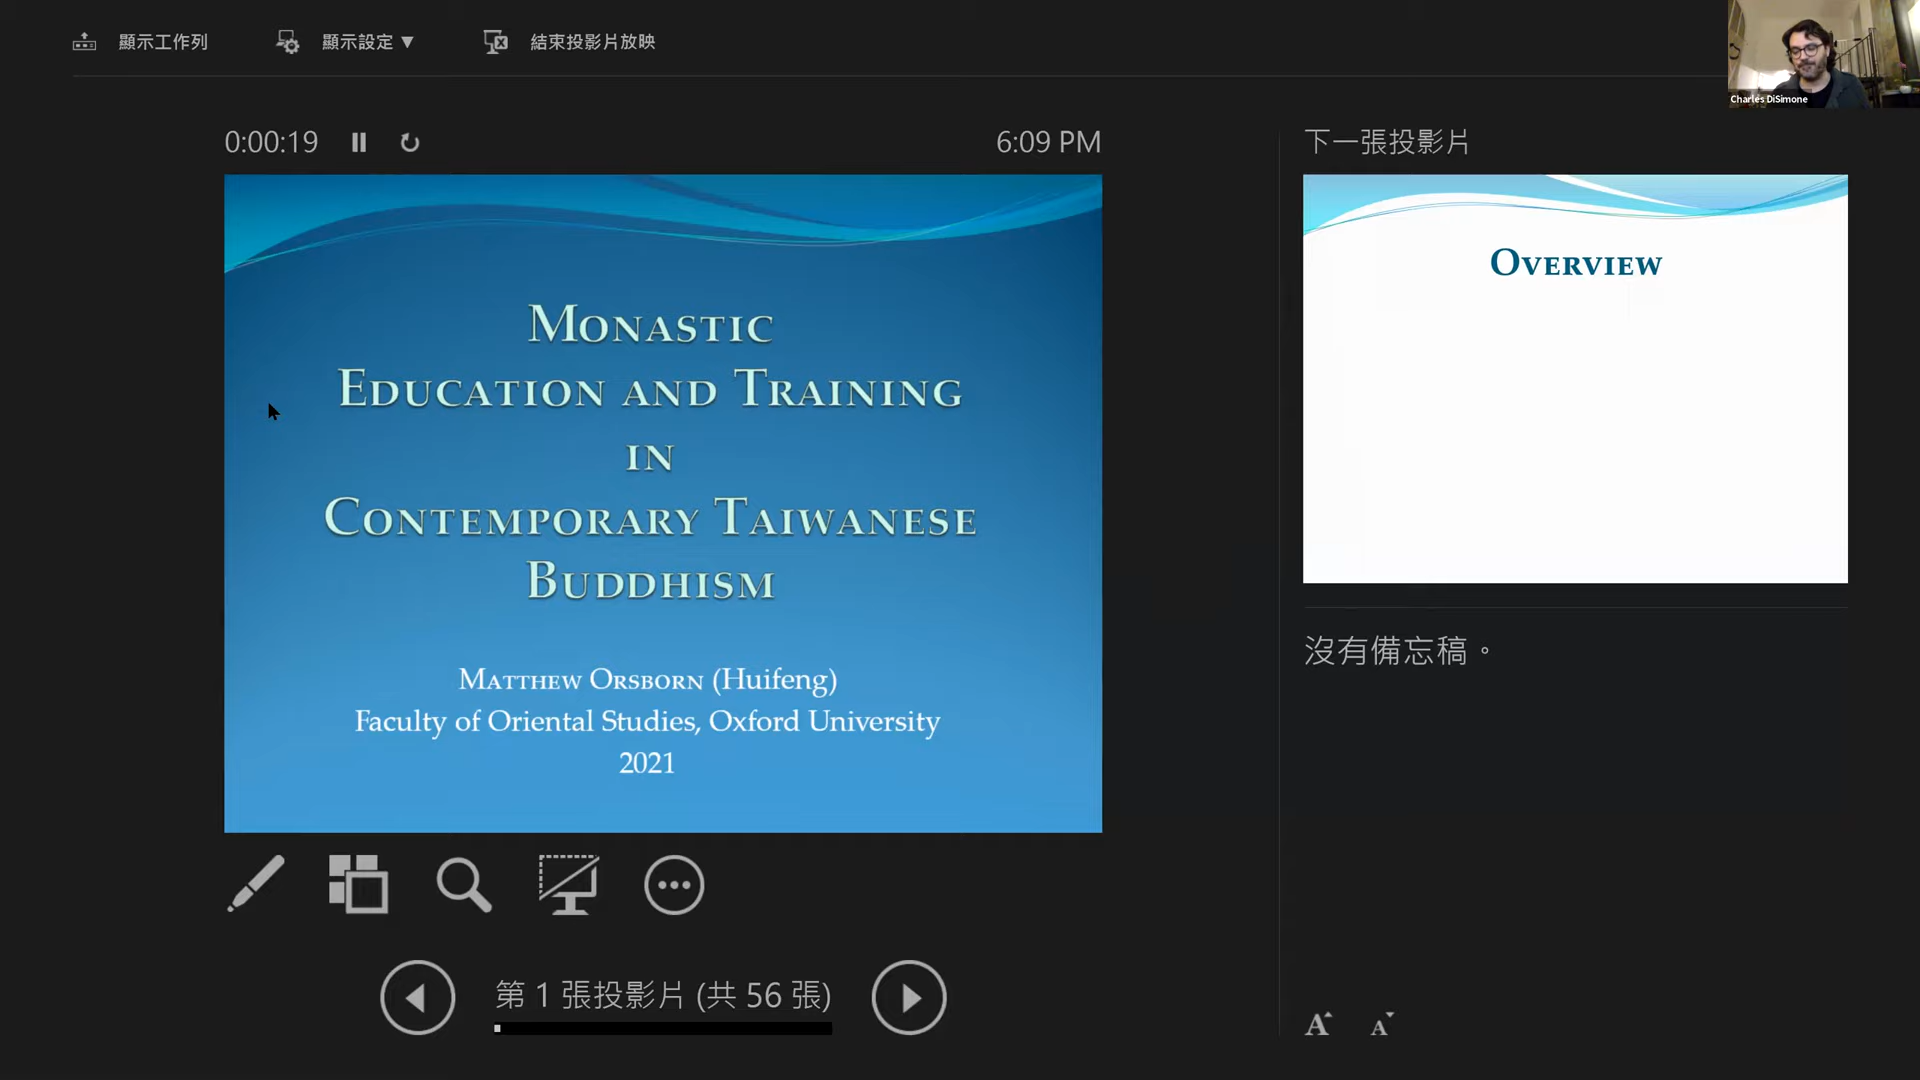 顯示工作列
顯示設定 ▼
結束投影片放映
Charles DiSimone
0:00:19
6:09 PM
下一張投影片
Monastic
Education and Training
in
Contemporary Taiwanese
Buddhism
Matthew Orsborn (Huifeng)
Faculty of Oriental Studies, Oxford University
2021
Overview
沒有備忘稿。
第 1 張投影片 (共 56 張)
A
A